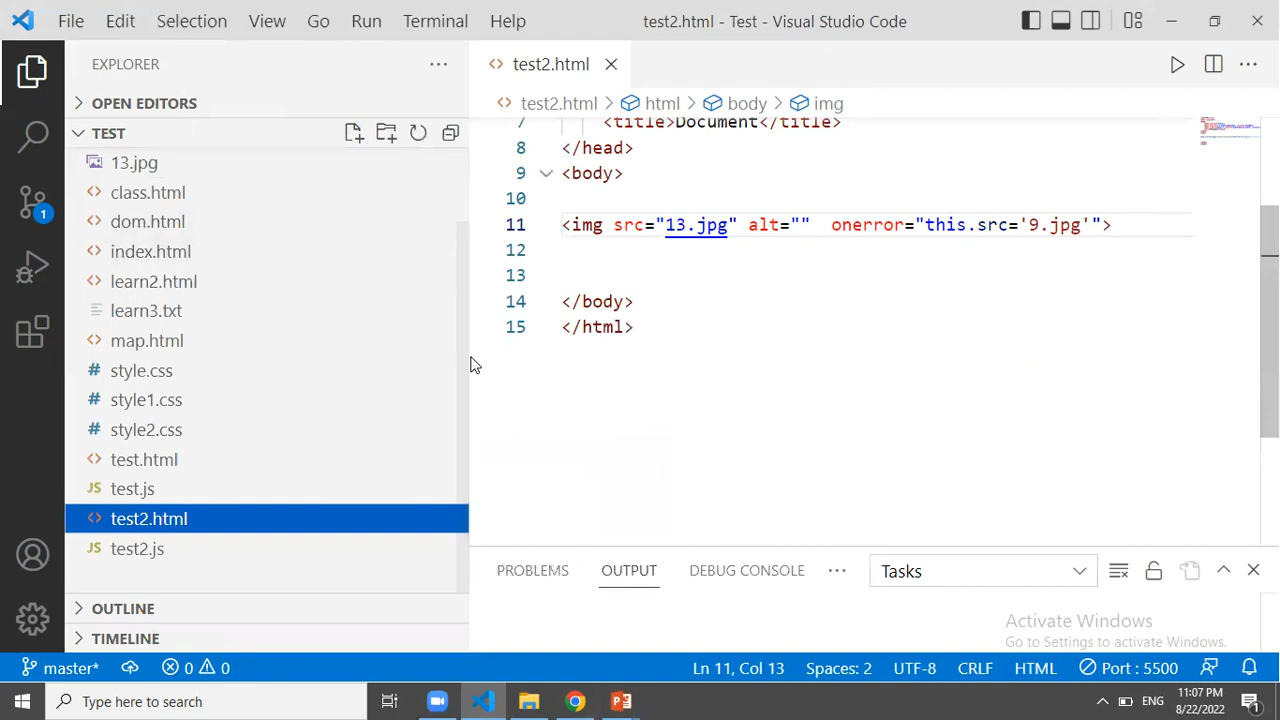 File Edit Selection View Go Run Terminal Help test2.html - Test - Visual Studio Code
EXPLORER
OPEN EDITORS
TEST
13.jpg
class.html
dom.html
index.html
learn2.html
learn3.txt
map.html
style.css
style1.css
style2.css
test.html
JS test.js
test2.html
JS test2.js
OUTLINE
TIMELINE
test2.html
test2.html > html > body > img
7 <title>Document</title>
8 </head>
9 <body>
10
11 <img src="13.jpg" alt="" onerror="this.src='9.jpg'">
12
13
14 </body>
15 </html>
PROBLEMS OUTPUT DEBUG CONSOLE Tasks
Activate Windows
Go to Settings to activate Windows.
master* 0 0 Ln 11, Col 13 Spaces: 2 UTF-8 CRLF HTML Port : 5500
1
Type here to search
ENG
11:07 PM
8/22/2022
1